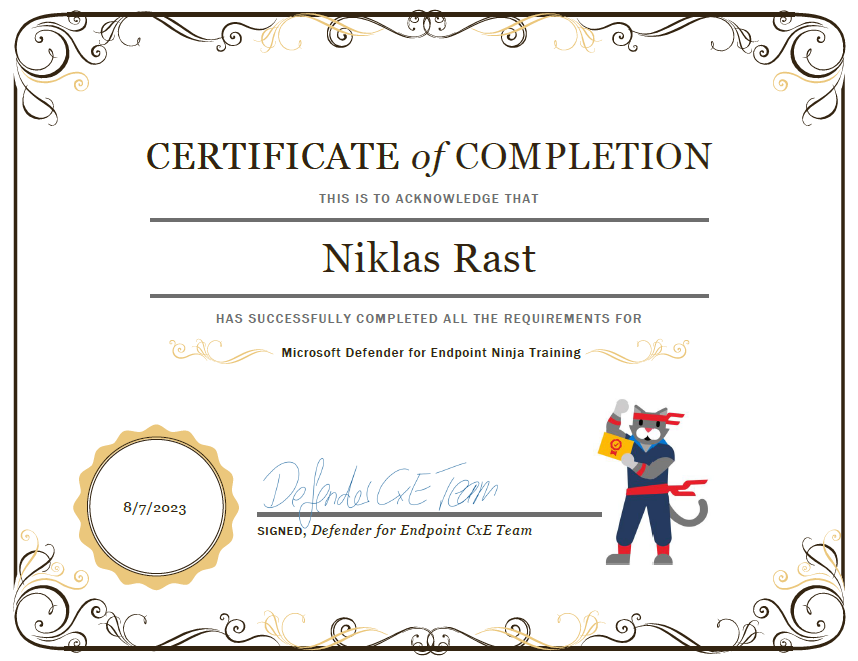 CERTIFICATE of COMPLETION
THIS IS TO ACKNOWLEDGE THAT
Niklas Rast
HAS SUCCESSFULLY COMPLETED ALL THE REQUIREMENTS FOR
Microsoft Defender for Endpoint Ninja Training
8/7/2023
Defender CxE Team
SIGNED, Defender for Endpoint CxE Team